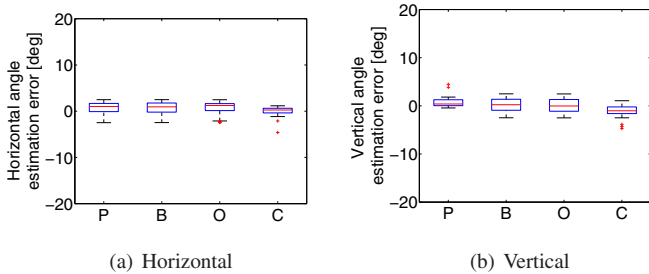 Horizontal angle
estimation error [deg]
20
10
0
−10
−20
P B O C
(a) Horizontal
Vertical angle
estimation error [deg]
20
10
0
−10
−20
P B O C
(b) Vertical